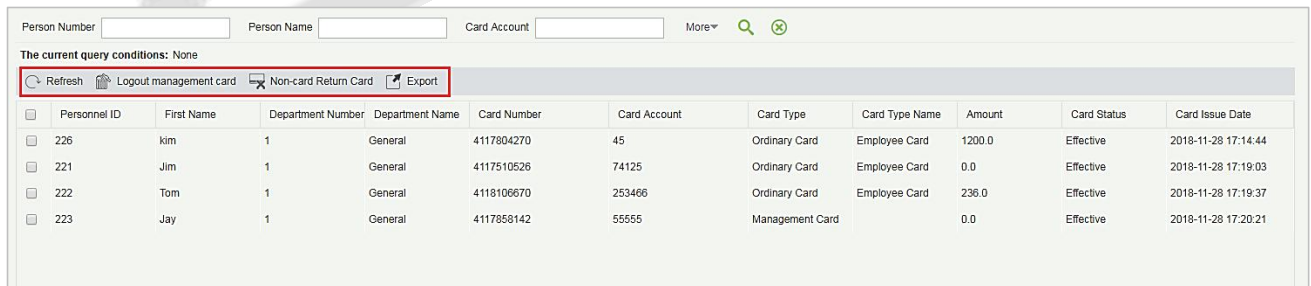 Person Number Person Name Card Account More
The current query conditions: None
Refresh Logout management card Non-card Return Card Export
Personnel ID First Name Department Number Department Name Card Number Card Account Card Type Card Type Name Amount Card Status Card Issue Date
226 kim 1 General 4117804270 45 Ordinary Card Employee Card 1200.0 Effective 2018-11-28 17:14:44
221 Jim 1 General 4117510526 74125 Ordinary Card Employee Card 0.0 Effective 2018-11-28 17:19:03
222 Tom 1 General 4118106670 253466 Ordinary Card Employee Card 236.0 Effective 2018-11-28 17:19:37
223 Jay 1 General 4117858142 55555 Management Card 0.0 Effective 2018-11-28 17:20:21